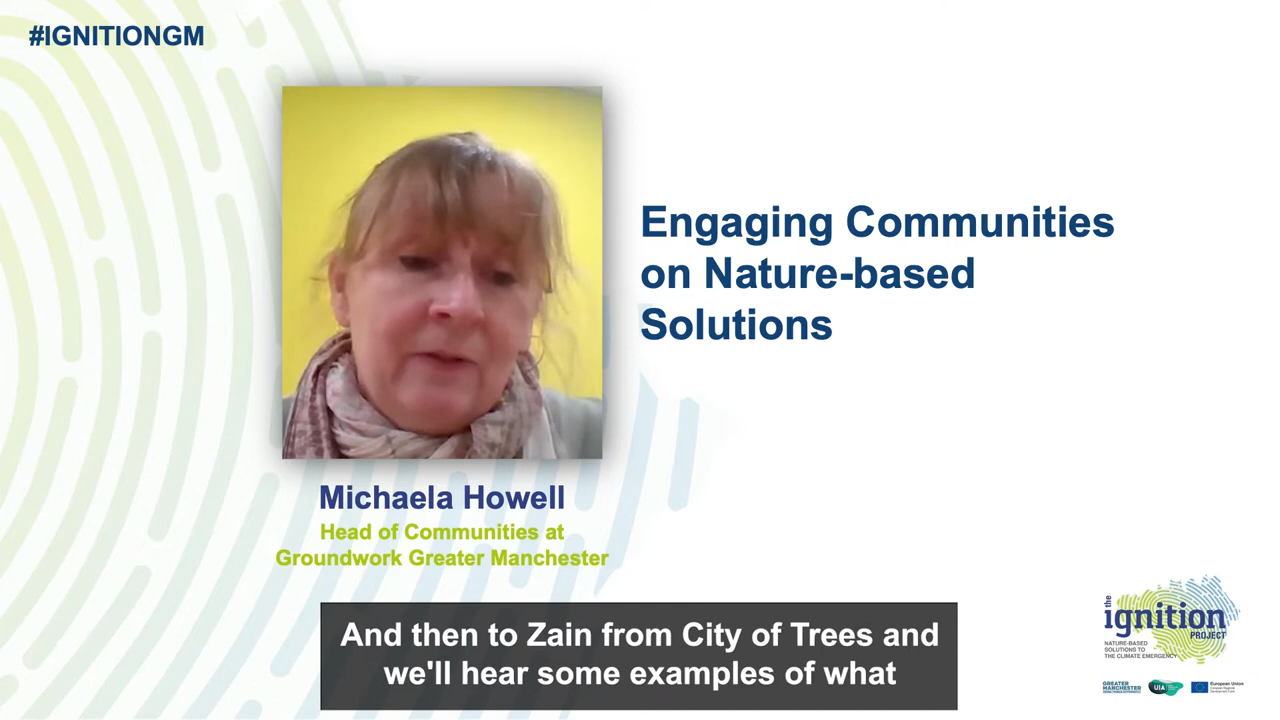 #IGNITIONGM
Engaging Communities
on Nature-based
Solutions
Michaela Howell
Head of Communities at
Groundwork Greater Manchester
And then to Zain from City of Trees and
we'll hear some examples of what
the
ignition
PROJECT
NATURE-BASED
SOLUTIONS TO
THE CLIMATE EMERGENCY
GREATER
MANCHESTER
UIA
European Union